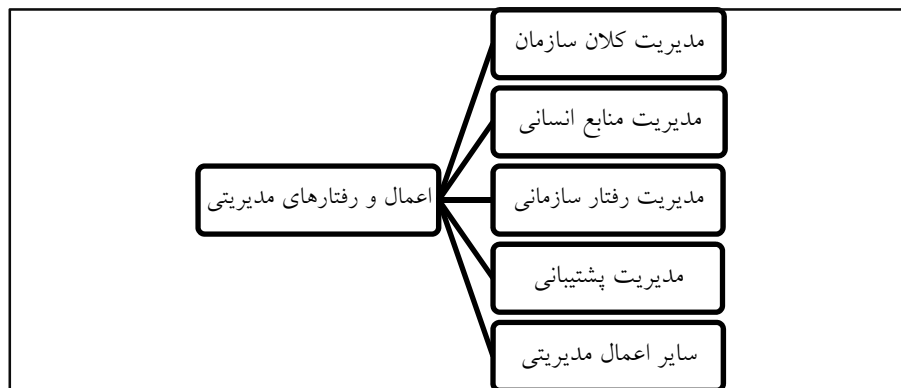 مدیریت کلان سازمان
مدیریت منابع انسانی
اعمال و رفتارهای مدیریتی
مدیریت رفتار سازمانی
مدیریت پشتیبانی
سایر اعمال مدیریتی